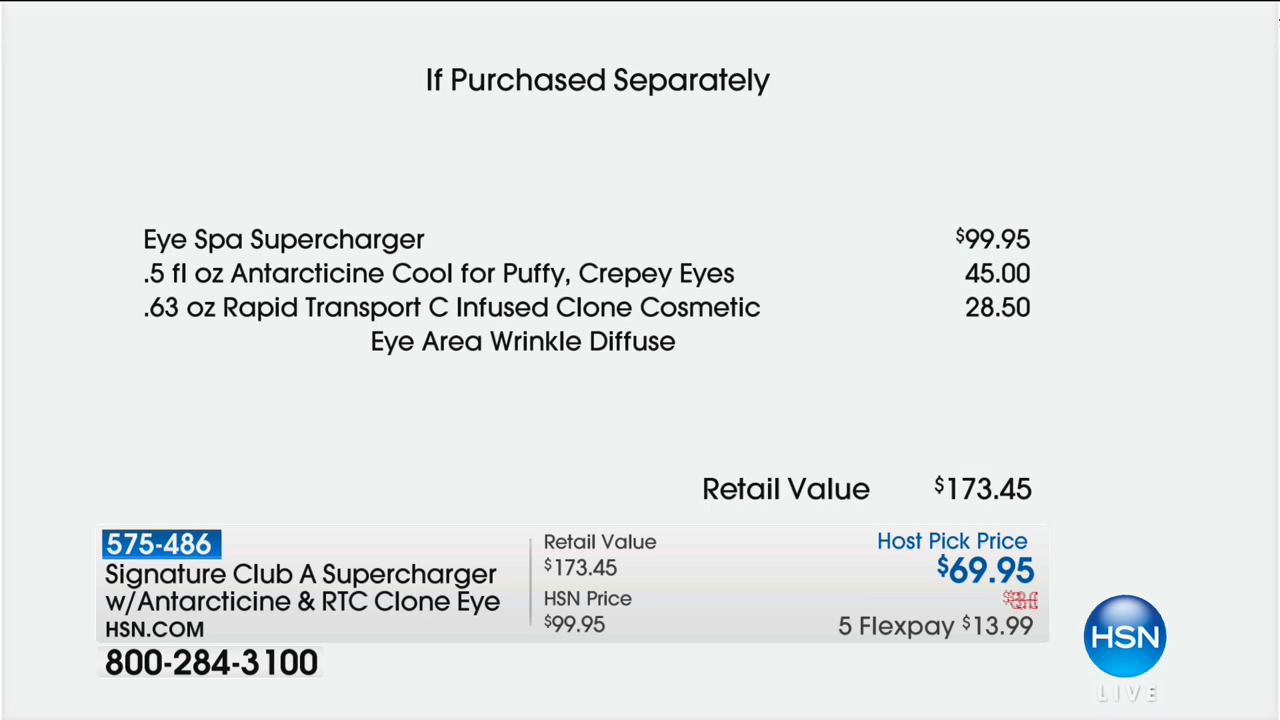 If Purchased Separately
Eye Spa Supercharger $99.95
.5 fl oz Antarcticine Cool for Puffy, Crepey Eyes 45.00
.63 oz Rapid Transport C Infused Clone Cosmetic 28.50
Eye Area Wrinkle Diffuse
Retail Value $173.45
575-486
Signature Club A Supercharger
w/Antarcticine & RTC Clone Eye
HSN.COM
800-284-3100
Retail Value
$173.45
HSN Price
$99.95
Host Pick Price
$69.95
5 Flexpay $13.99
HSN
LIVE